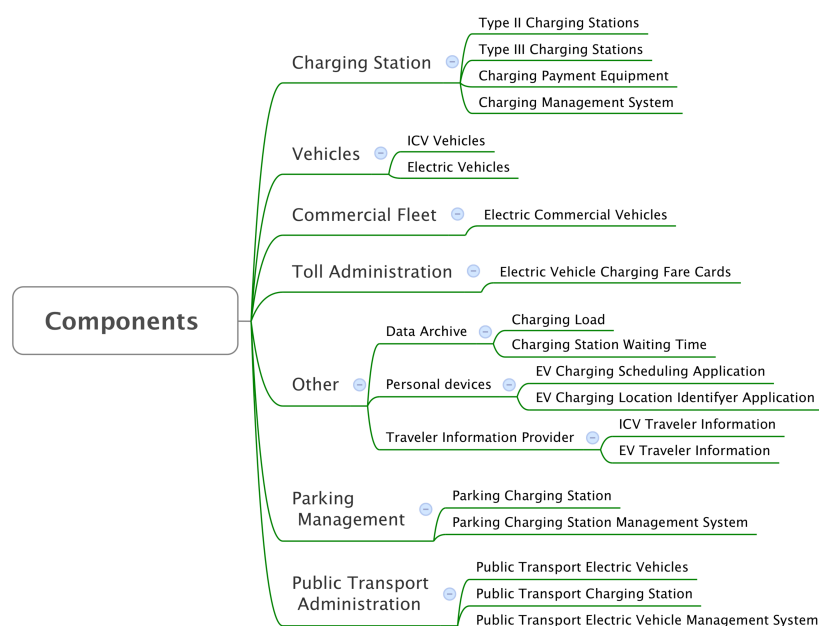 Components
Charging Station
Type II Charging Stations
Type III Charging Stations
Charging Payment Equipment
Charging Management System
Vehicles
ICV Vehicles
Electric Vehicles
Commercial Fleet
Electric Commercial Vehicles
Toll Administration
Electric Vehicle Charging Fare Cards
Other
Data Archive
Charging Load
Charging Station Waiting Time
Personal devices
EV Charging Scheduling Application
EV Charging Location Identifyer Application
Traveler Information Provider
ICV Traveler Information
EV Traveler Information
Parking
Management
Parking Charging Station
Parking Charging Station Management System
Public Transport
Administration
Public Transport Electric Vehicles
Public Transport Charging Station
Public Transport Electric Vehicle Management System